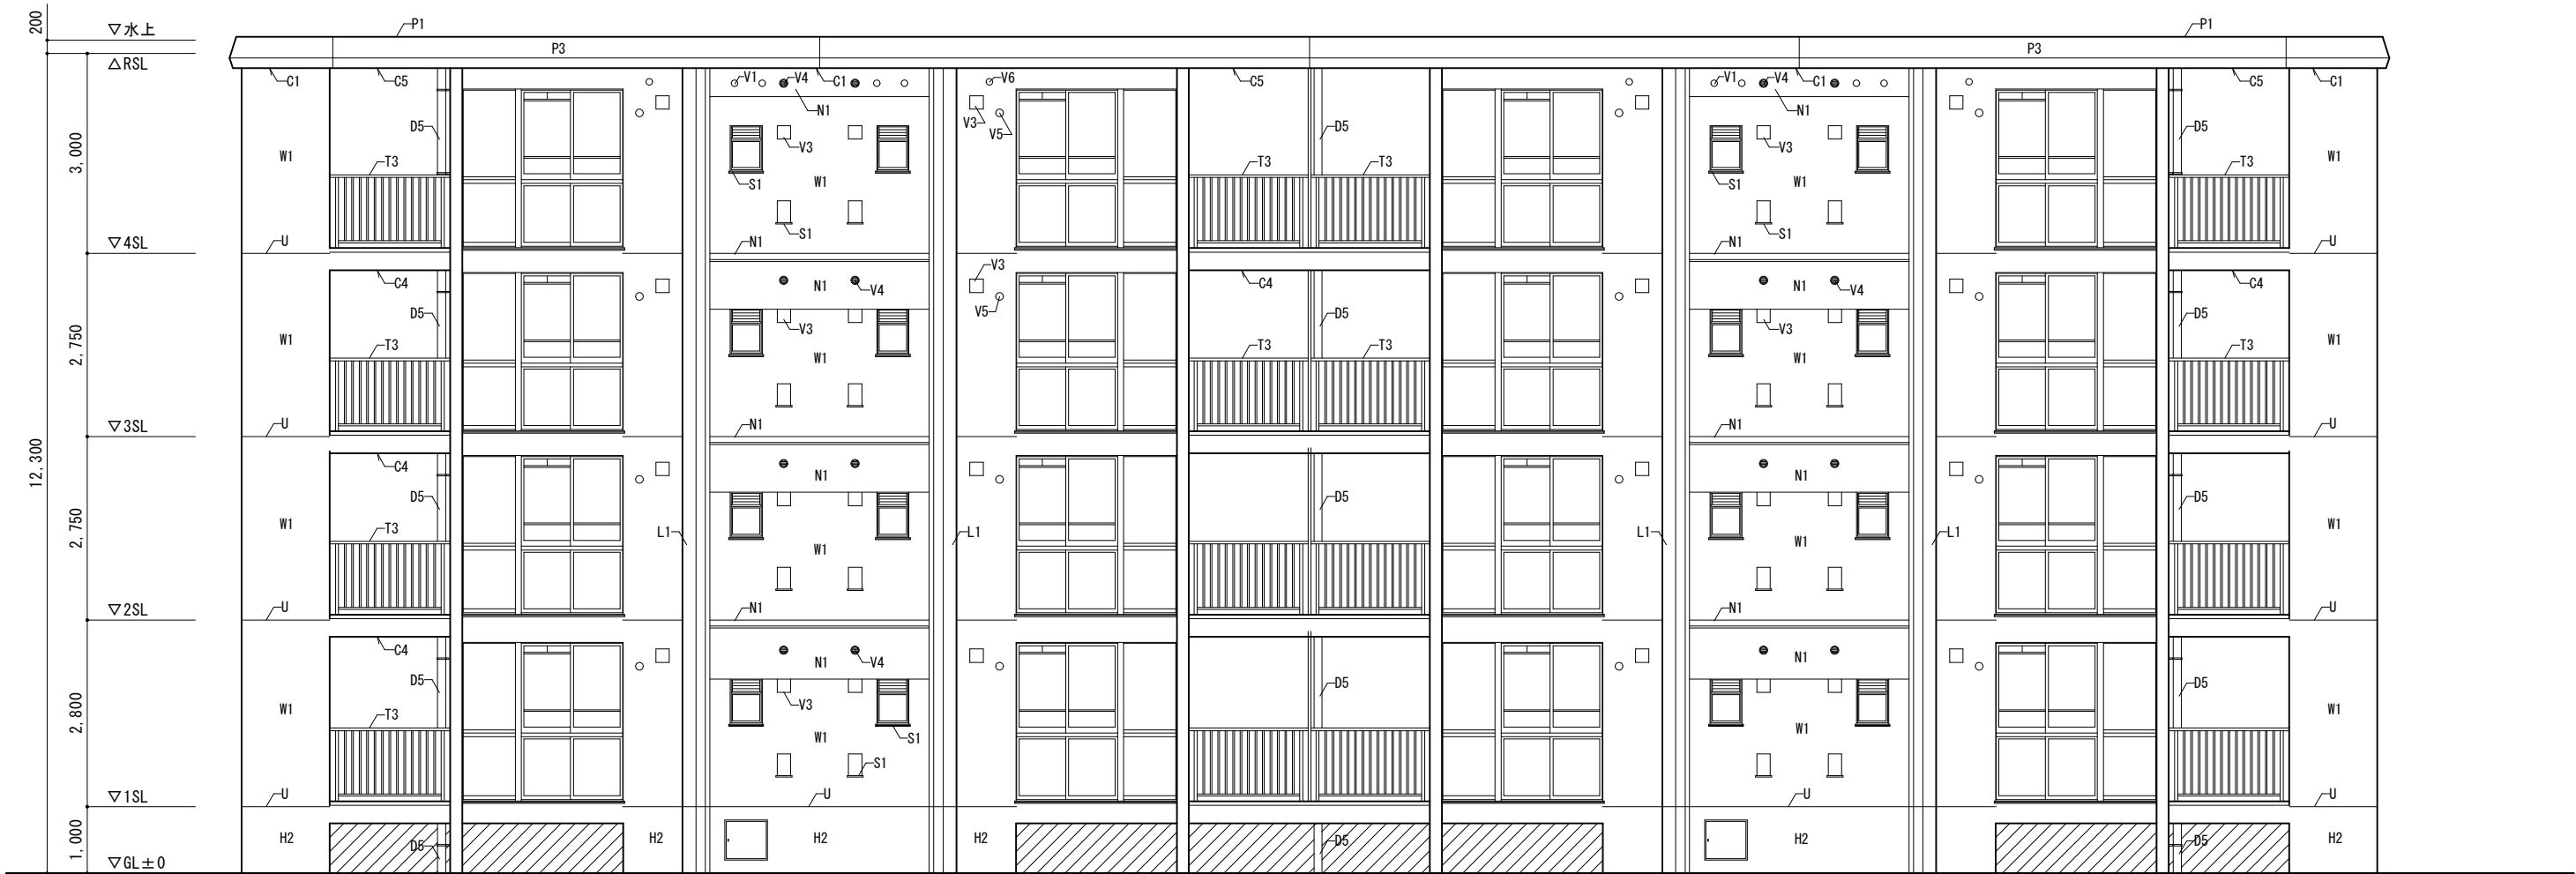 200
▽水上
P1
P1
P3
P3
△RSL
C1
C5
V1
V4
C1
V6
C5
V1
V4
C1
C5
C1
N1
N1
V3
V5
D5
D5
D5
3,000
W1
T3
V3
T3
T3
V3
T3
W1
S1
W1
S1
W1
S1
S1
▽4SL
U
N1
N1
U
V3
C4
N1
V4
C4
N1
V4
C4
D5
V5
D5
D5
2,750
W1
T3
V3
W1
T3
T3
V3
W1
T3
W1
▽3SL
U
N1
N1
U
12,300
C4
N1
N1
C4
D5
D5
D5
2,750
W1
T3
L1
W1
L1
L1
W1
L1
T3
W1
▽2SL
U
N1
N1
U
C4
N1
V4
N1
D5
D5
D5
2,800
W1
T3
V3
W1
S1
S1
W1
W1
▽1SL
U
U
U
U
1,000
H2
D5
H2
H2
H2
D5
H2
D5
H2
▽GL±0